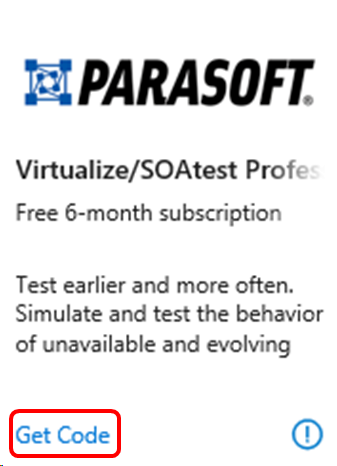 PARASOFT®
Virtualize/SOAtest Profes
Free 6-month subscription
Test earlier and more often.
Simulate and test the behavior
of unavailable and evolving
Get Code